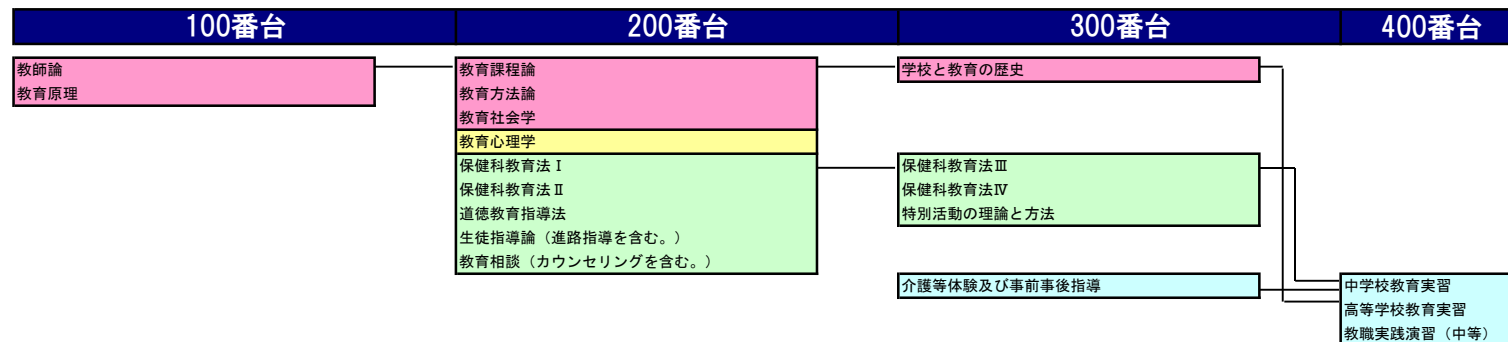 100番台
200番台
300番台
400番台
教師論
教育原理
教育課程論
教育方法論
教育社会学
教育心理学
保健科教育法Ⅰ
保健科教育法Ⅱ
道徳教育指導法
生徒指導論（進路指導を含む。）
教育相談（カウンセリングを含む。）
学校と教育の歴史
保健科教育法Ⅲ
保健科教育法Ⅳ
特別活動の理論と方法
介護等体験及び事前事後指導
中学校教育実習
高等学校教育実習
教職実践演習（中等）